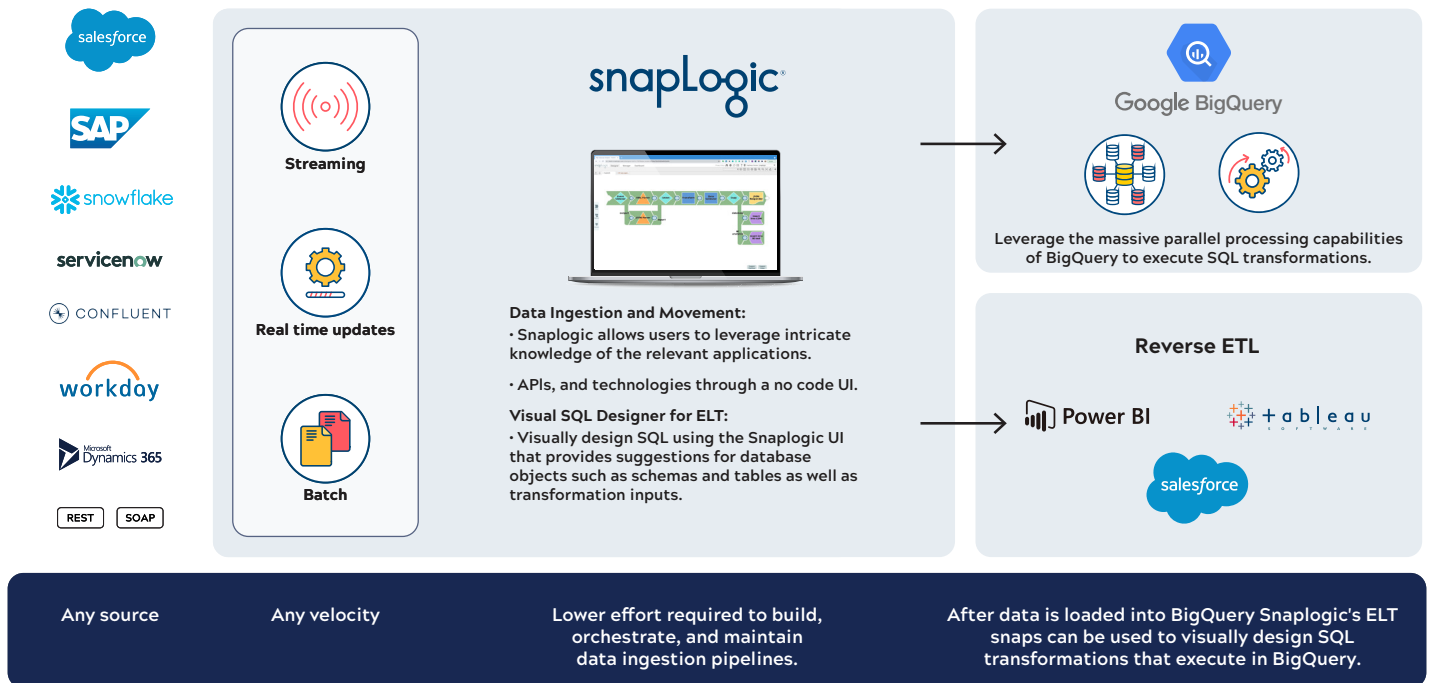 salesforce
SAP
snowflake
servicenow
CONFLUENT
workday
Microsoft
Dynamics 365
REST SOAP
Streaming
Real time updates
Batch
snapLogic®
Data Ingestion and Movement:
• Snaplogic allows users to leverage intricate
knowledge of the relevant applications.
• APIs, and technologies through a no code UI.
Visual SQL Designer for ELT:
• Visually design SQL using the Snaplogic UI
that provides suggestions for database
objects such as schemas and tables as well as
transformation inputs.
Google BigQuery
Leverage the massive parallel processing capabilities
of BigQuery to execute SQL transformations.
Reverse ETL
Power BI
+ableau
SOFTWARE
salesforce
Any source
Any velocity
Lower effort required to build,
orchestrate, and maintain
data ingestion pipelines.
After data is loaded into BigQuery Snaplogic's ELT
snaps can be used to visually design SQL
transformations that execute in BigQuery.